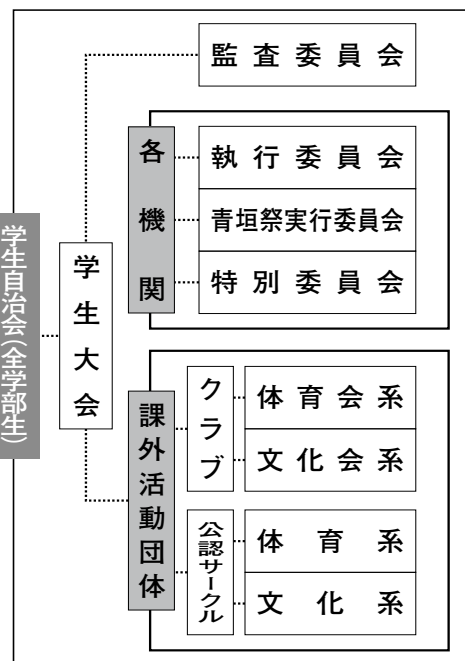 学生自治会(全学部生)
学生大会
監査委員会
各機関
執行委員会
青垣祭実行委員会
特別委員会
課外活動団体
クラブ
体育会系
文化会系
公認サークル
体育系
文化系